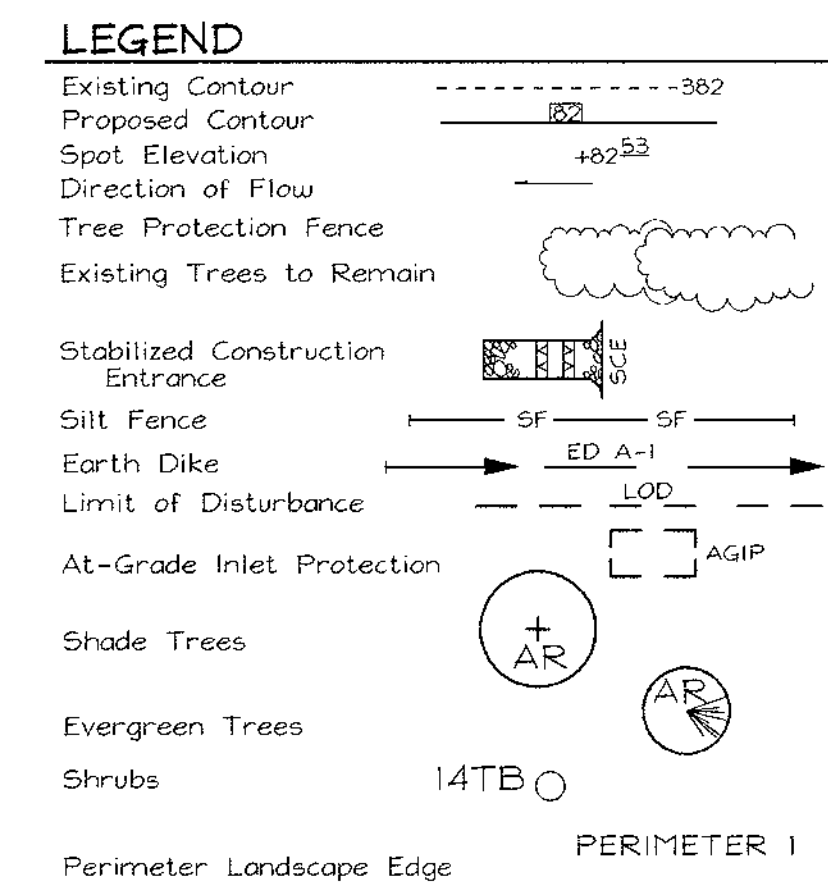 LEGEND
Existing Contour 382
Proposed Contour 82
Spot Elevation +82 53
Direction of Flow
Tree Protection Fence
Existing Trees to Remain
Stabilized Construction
Entrance SCE
Silt Fence SF SF
Earth Dike ED A-1
Limit of Disturbance LOD
At-Grade Inlet Protection AGIP
Shade Trees AR
Evergreen Trees AR
Shrubs 14TB
PERIMETER 1
Perimeter Landscape Edge